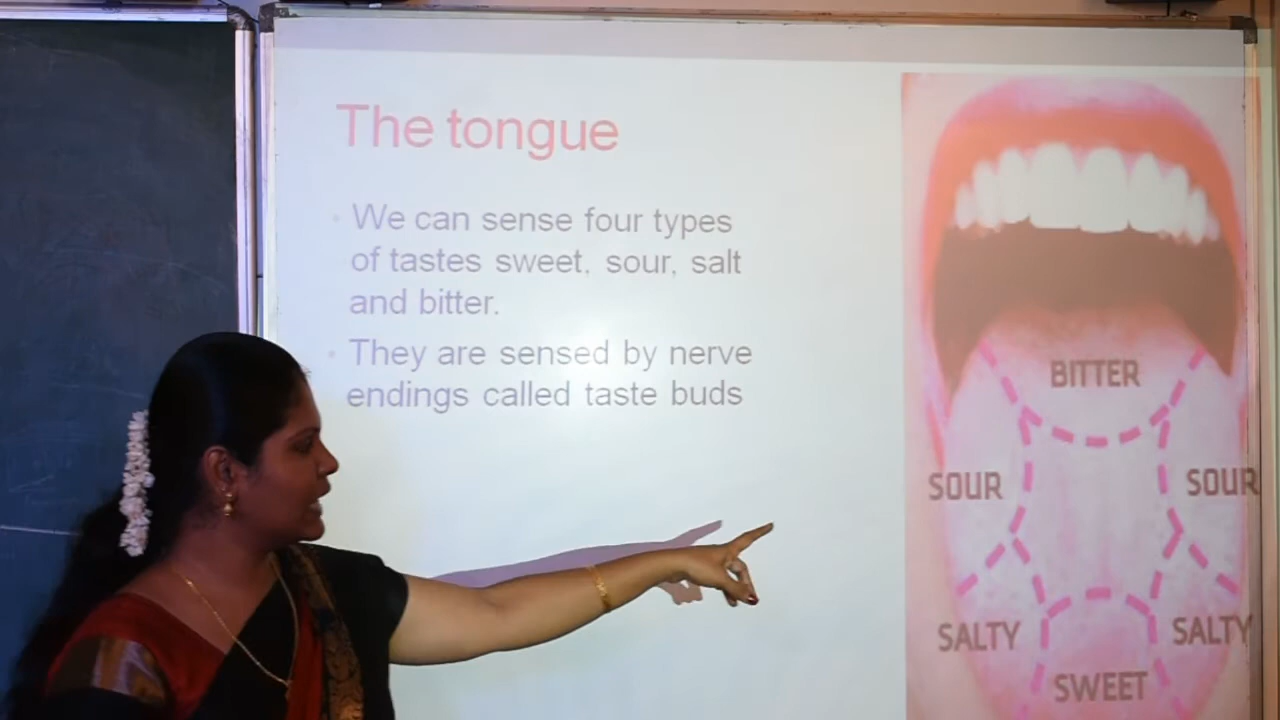 The tongue
We can sense four types
of tastes sweet, sour, salt
and bitter.
They are sensed by nerve
endings called taste buds
BITTER
SOUR
SOUR
SALTY
SALTY
SWEET